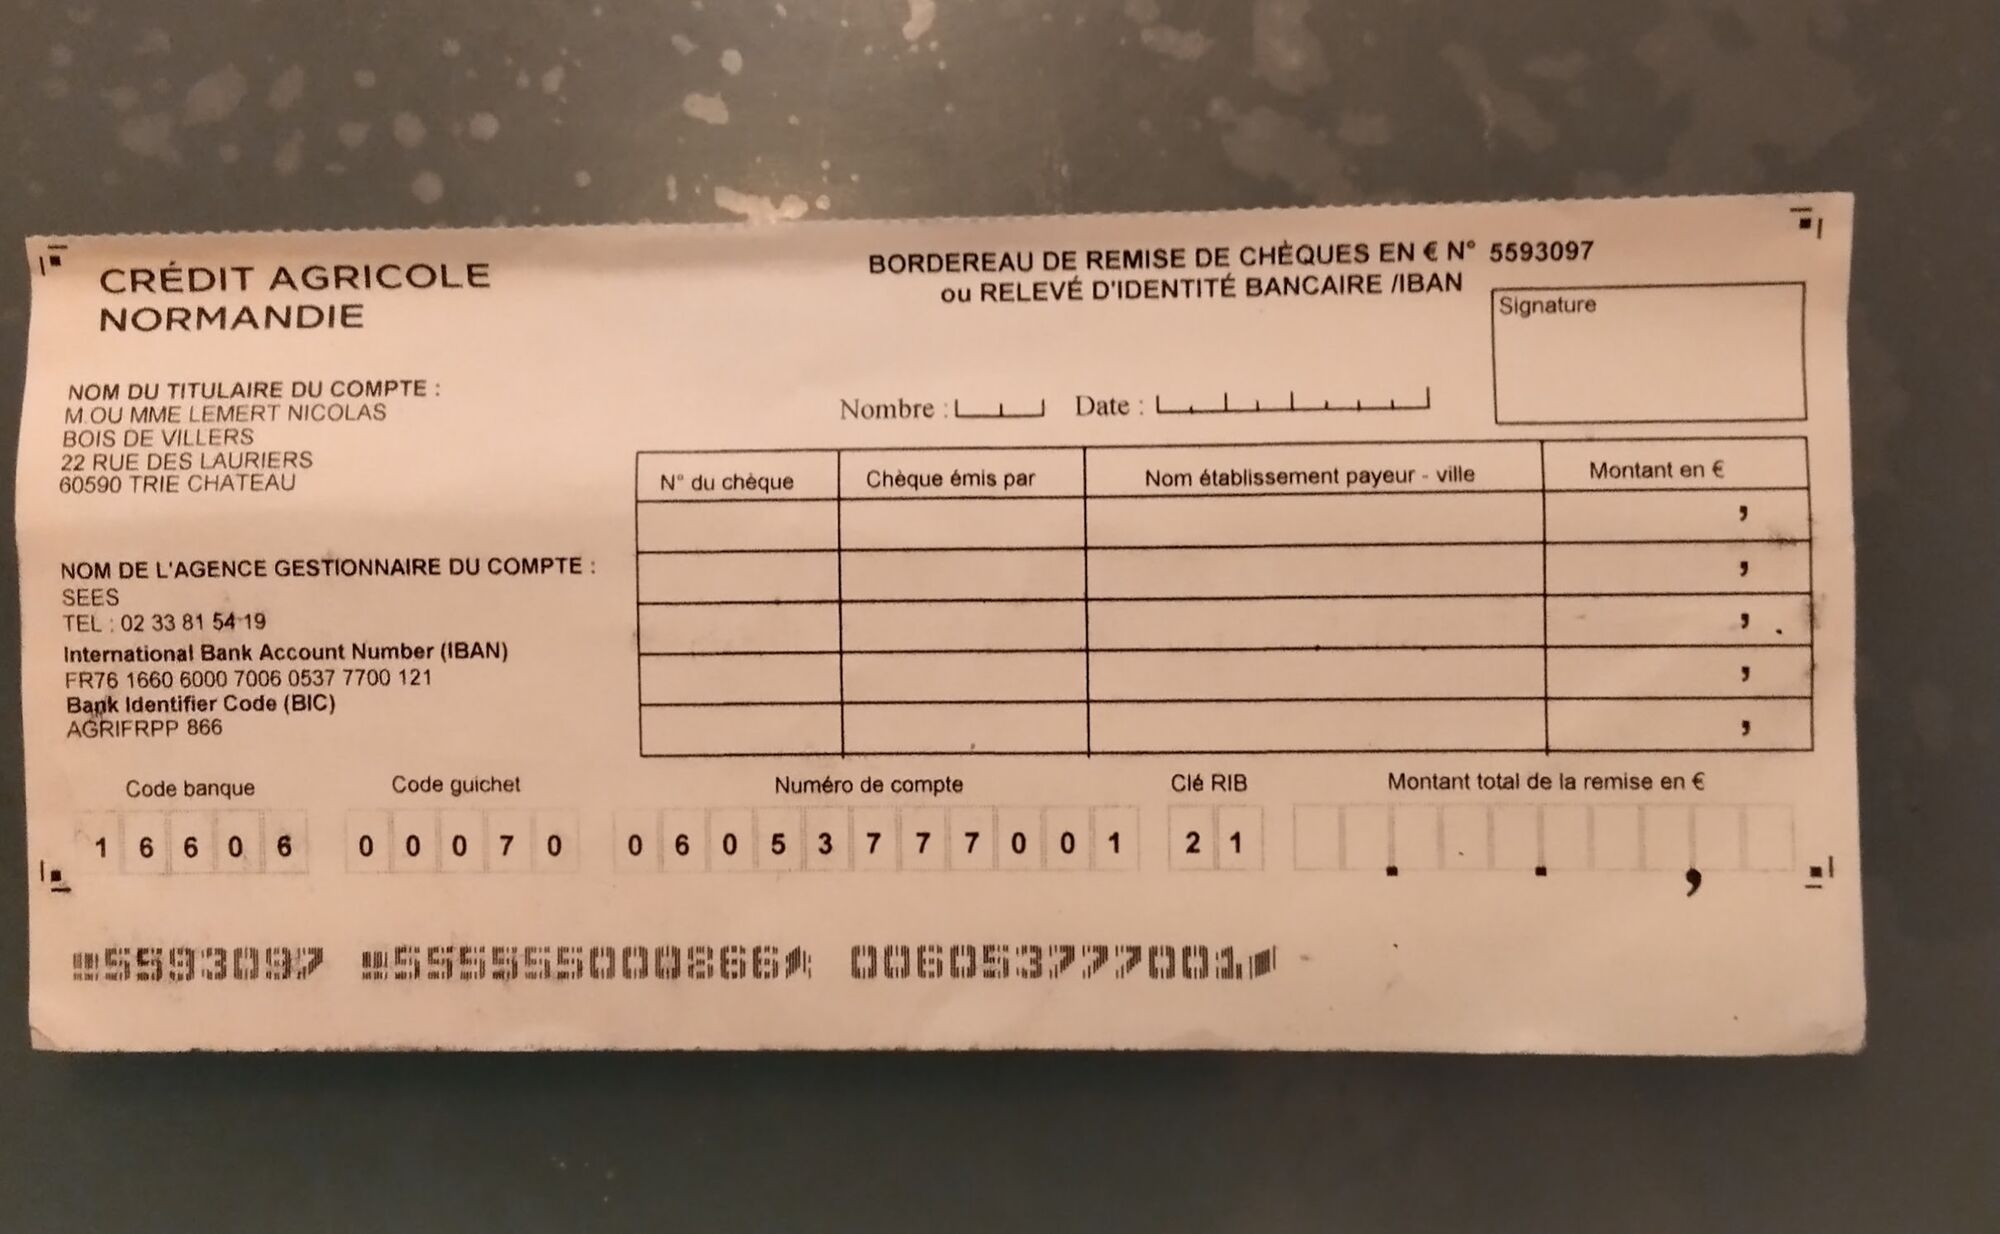 CRÉDIT AGRICOLE
NORMANDIE
BORDEREAU DE REMISE DE CHÈQUES EN € N° 5593097
ou RELEVÉ D'IDENTITÉ BANCAIRE /IBAN
Signature
NOM DU TITULAIRE DU COMPTE :
M.OU MME LEMERT NICOLAS
BOIS DE VILLERS
22 RUE DES LAURIERS
60590 TRIE CHATEAU
Nombre : Date :
N° du chèque Chèque émis par Nom établissement payeur - ville Montant en €
,
,
,
,
,
NOM DE L'AGENCE GESTIONNAIRE DU COMPTE :
SEES
TEL : 02 33 81 54 19
International Bank Account Number (IBAN)
FR76 1660 6000 7006 0537 7700 121
Bank Identifier Code (BIC)
AGRIFRPP 866
Code banque Code guichet Numéro de compte Clé RIB Montant total de la remise en €
1 6 6 0 6 0 0 0 7 0 0 6 0 5 3 7 7 7 0 0 1 2 1 . . ,
5593097 555555000866 006053777001